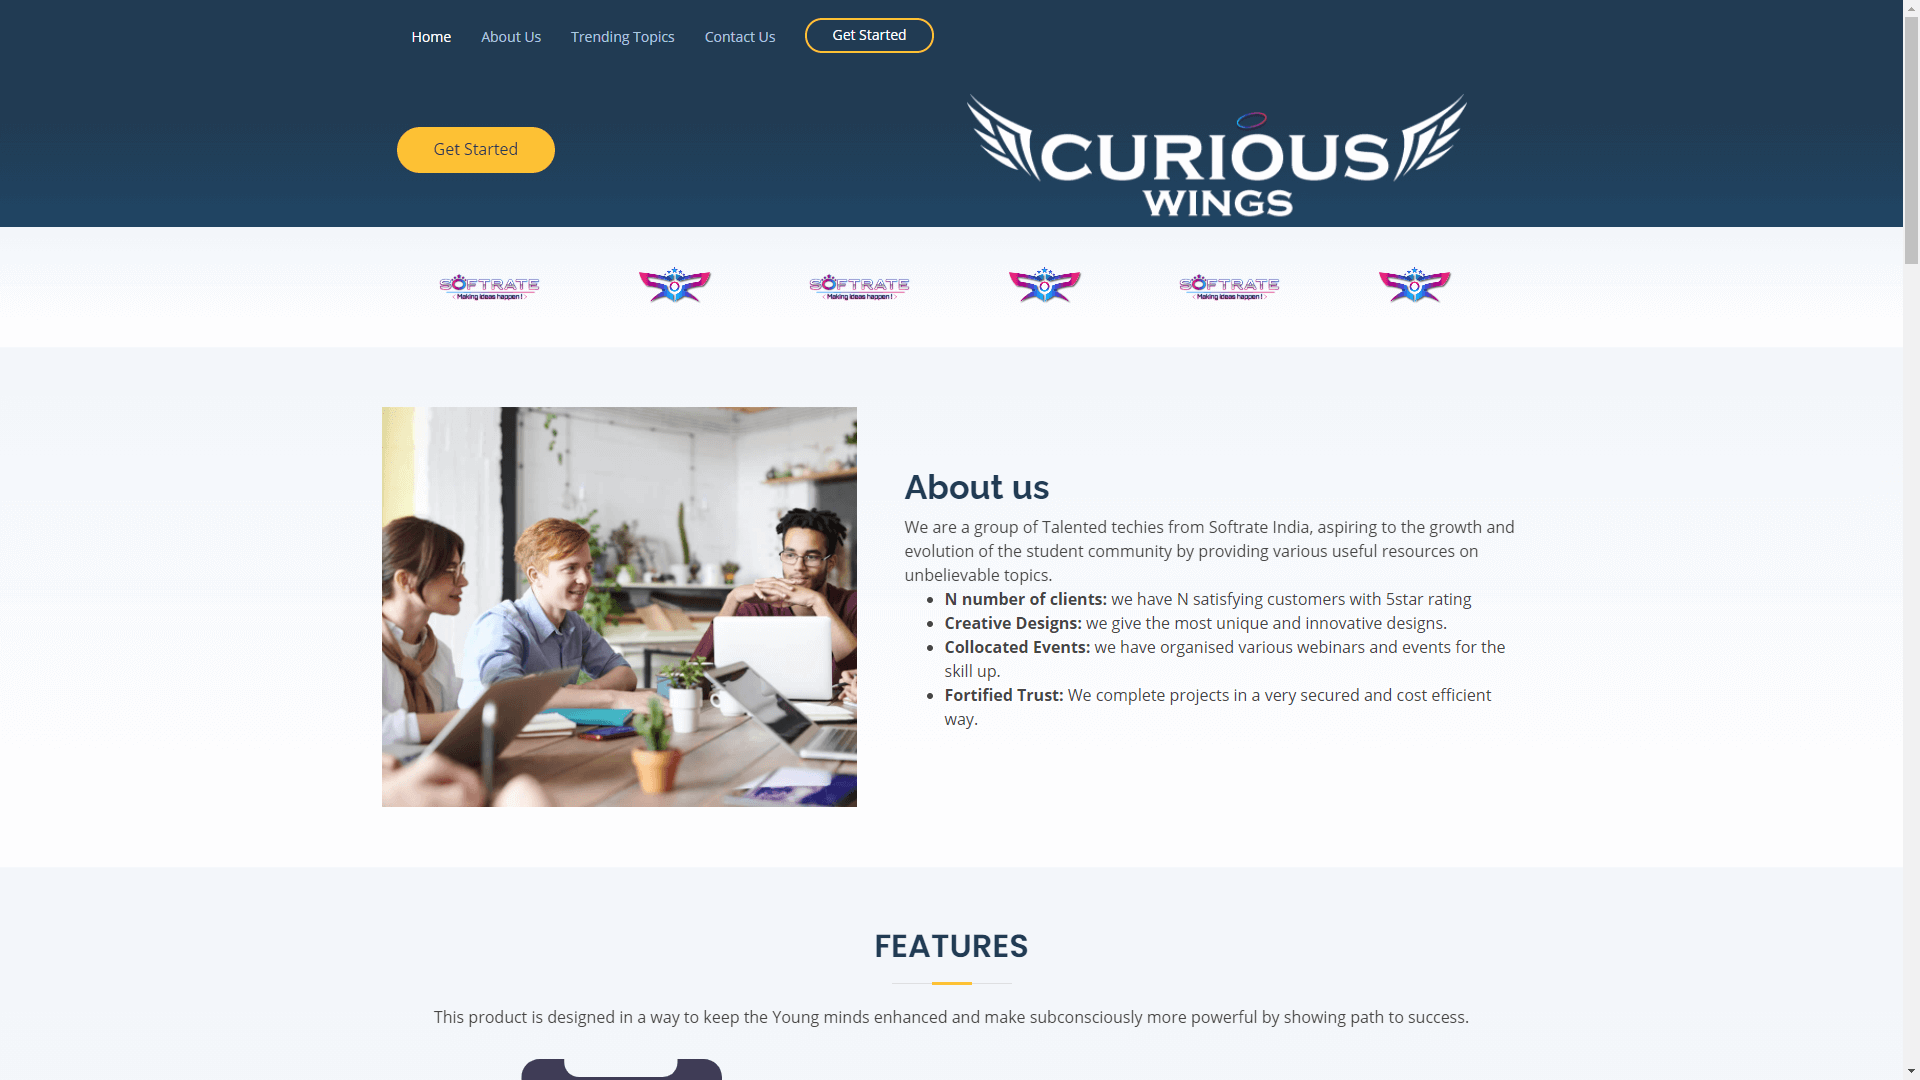 Home
About Us
Trending Topics
Contact Us
Get Started
Get Started
CURIOUS
WINGS
SOFTRATE
Making ideas happen !
SOFTRATE
Making ideas happen !
SOFTRATE
Making ideas happen !
About us
We are a group of Talented techies from Softrate India, aspiring to the growth and
evolution of the student community by providing various useful resources on
unbelievable topics.
N number of clients: we have N satisfying customers with 5star rating
Creative Designs: we give the most unique and innovative designs.
Collocated Events: we have organised various webinars and events for the
skill up.
Fortified Trust: We complete projects in a very secured and cost efficient
way.
FEATURES
This product is designed in a way to keep the Young minds enhanced and make subconsciously more powerful by showing path to success.